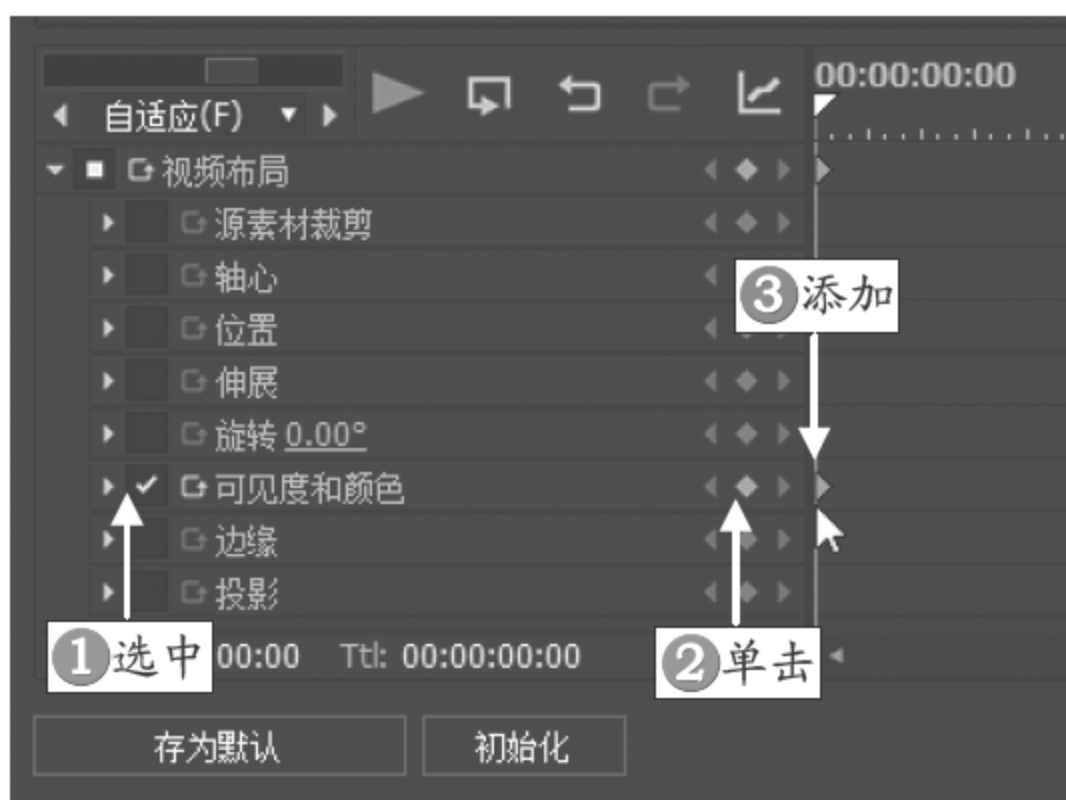 00:00:00:00
自适应(F)
视频布局
源素材裁剪
轴心
3添加
位置
伸展
旋转 0.00°
可见度和颜色
边缘
投影
1选中 00:00 Ttl: 00:00:00:00 2单击
存为默认 初始化